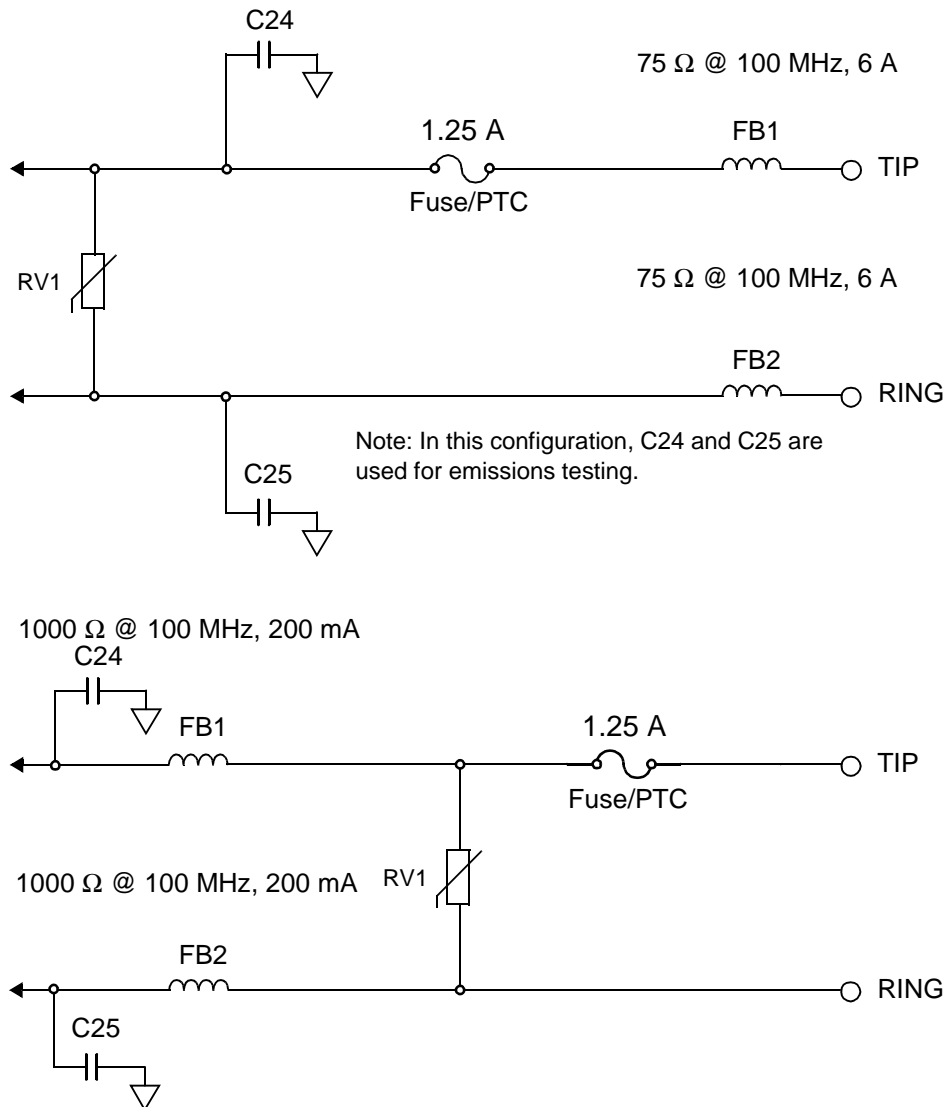 C24
75 Ω @ 100 MHz, 6 A
1.25 A
FB1
TIP
Fuse/PTC
RV1
75 Ω @ 100 MHz, 6 A
FB2
RING
Note: In this configuration, C24 and C25 are
used for emissions testing.
C25
1000 Ω @ 100 MHz, 200 mA
C24
FB1
1.25 A
TIP
Fuse/PTC
1000 Ω @ 100 MHz, 200 mA
RV1
FB2
RING
C25